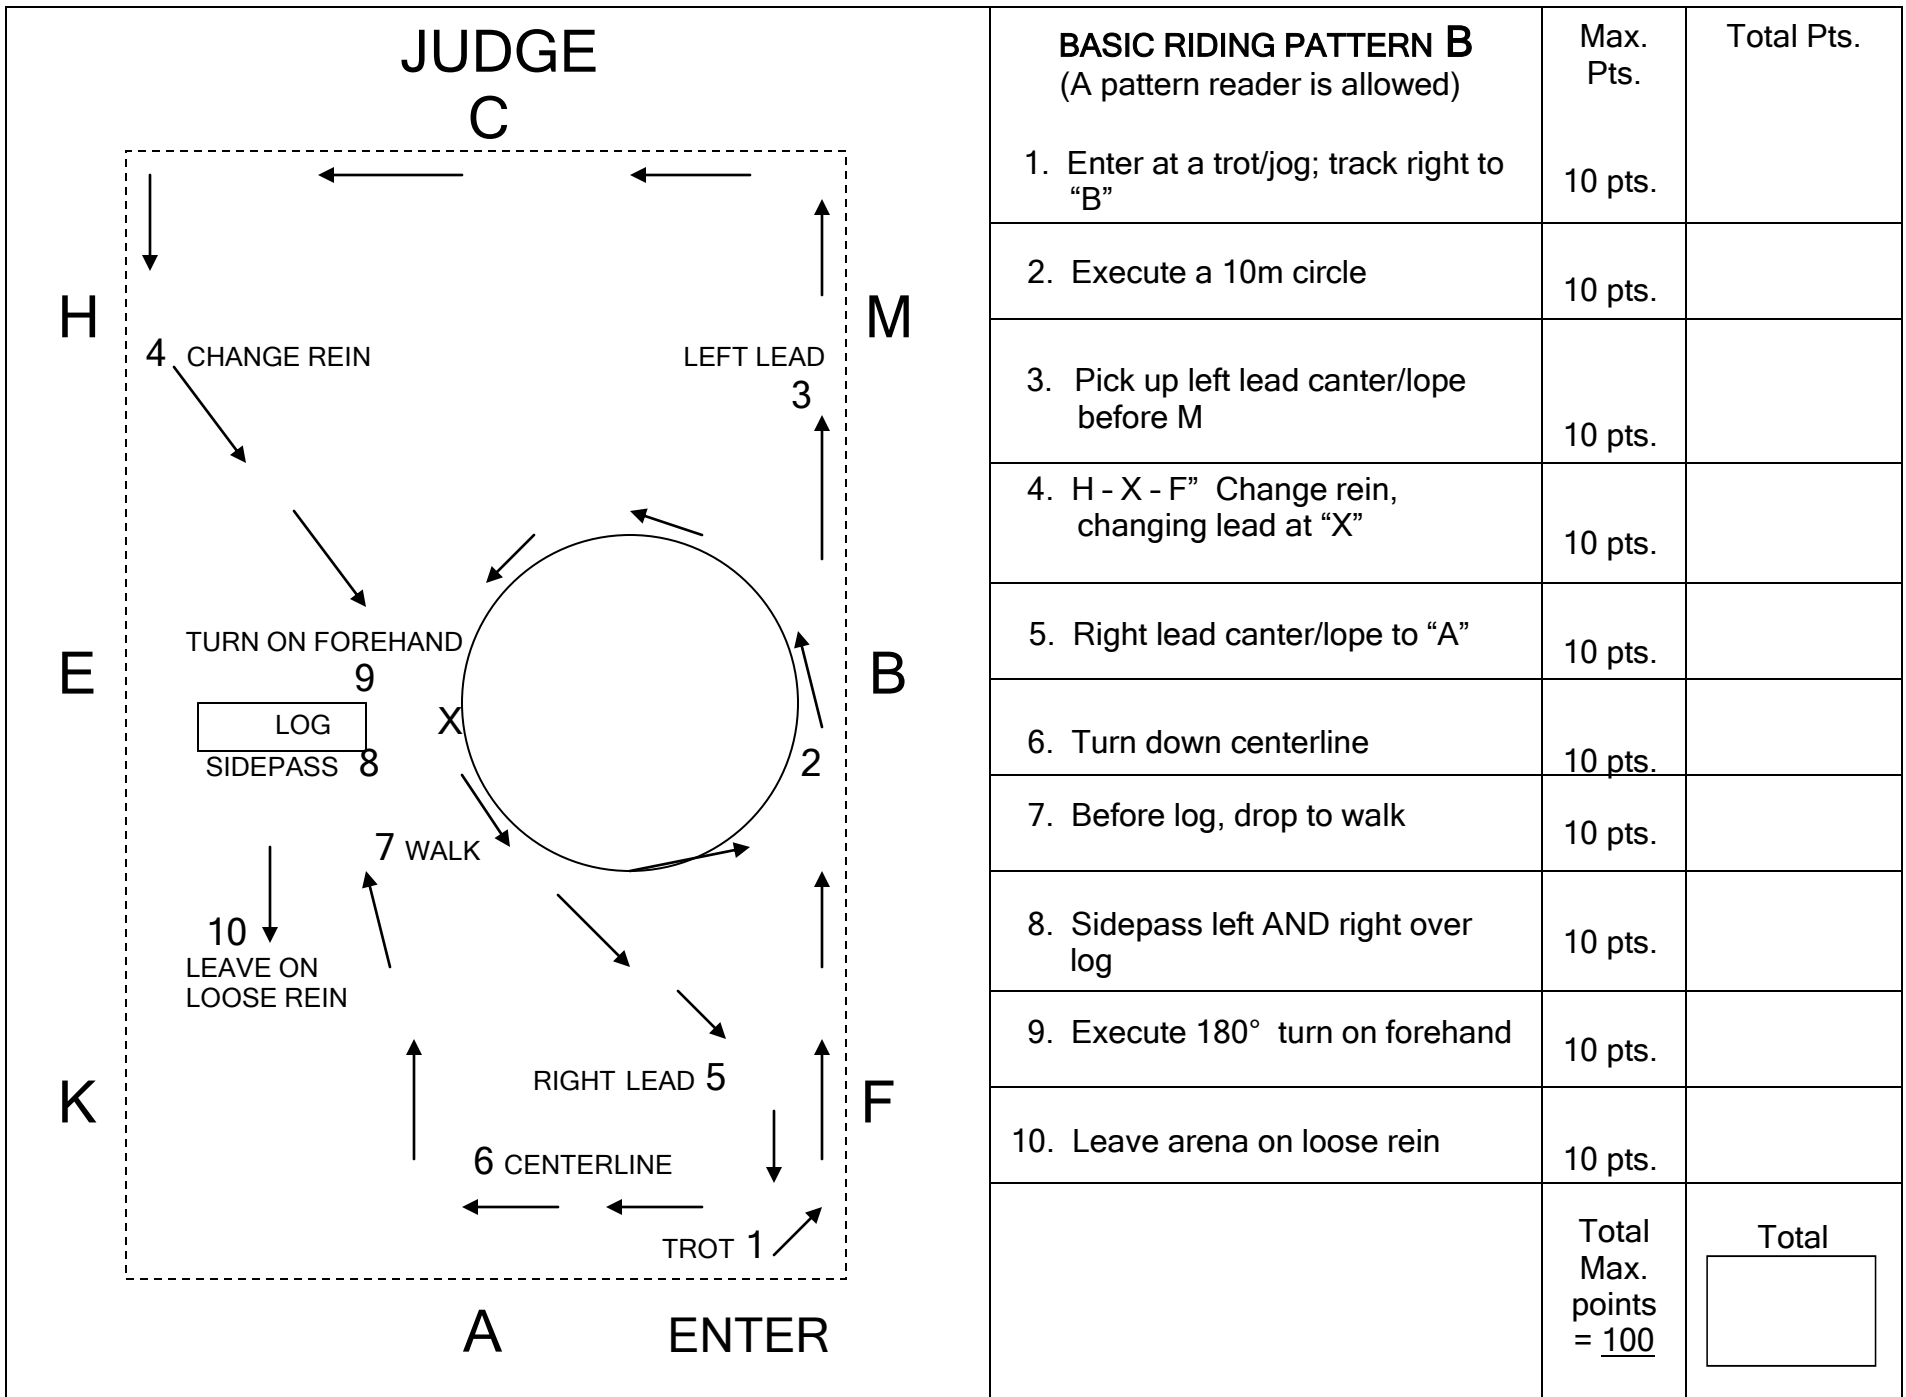 JUDGE
C
H
M
4 CHANGE REIN
LEFT LEAD
3
TURN ON FOREHAND
9
E
B
LOG
X
SIDEPASS 8
2
7 WALK
10
LEAVE ON
LOOSE REIN
RIGHT LEAD 5
K
F
6 CENTERLINE
TROT 1
A
ENTER
BASIC RIDING PATTERN B
(A pattern reader is allowed)
Max.
Pts.
Total Pts.
1. Enter at a trot/jog; track right to
“B”
10 pts.
2. Execute a 10m circle
10 pts.
3. Pick up left lead canter/lope
before M
10 pts.
4. H – X – F” Change rein,
changing lead at “X”
10 pts.
5. Right lead canter/lope to “A”
10 pts.
6. Turn down centerline
10 pts.
7. Before log, drop to walk
10 pts.
8. Sidepass left AND right over
log
10 pts.
9. Execute 180° turn on forehand
10 pts.
10. Leave arena on loose rein
10 pts.
Total
Max.
points
= 100
Total